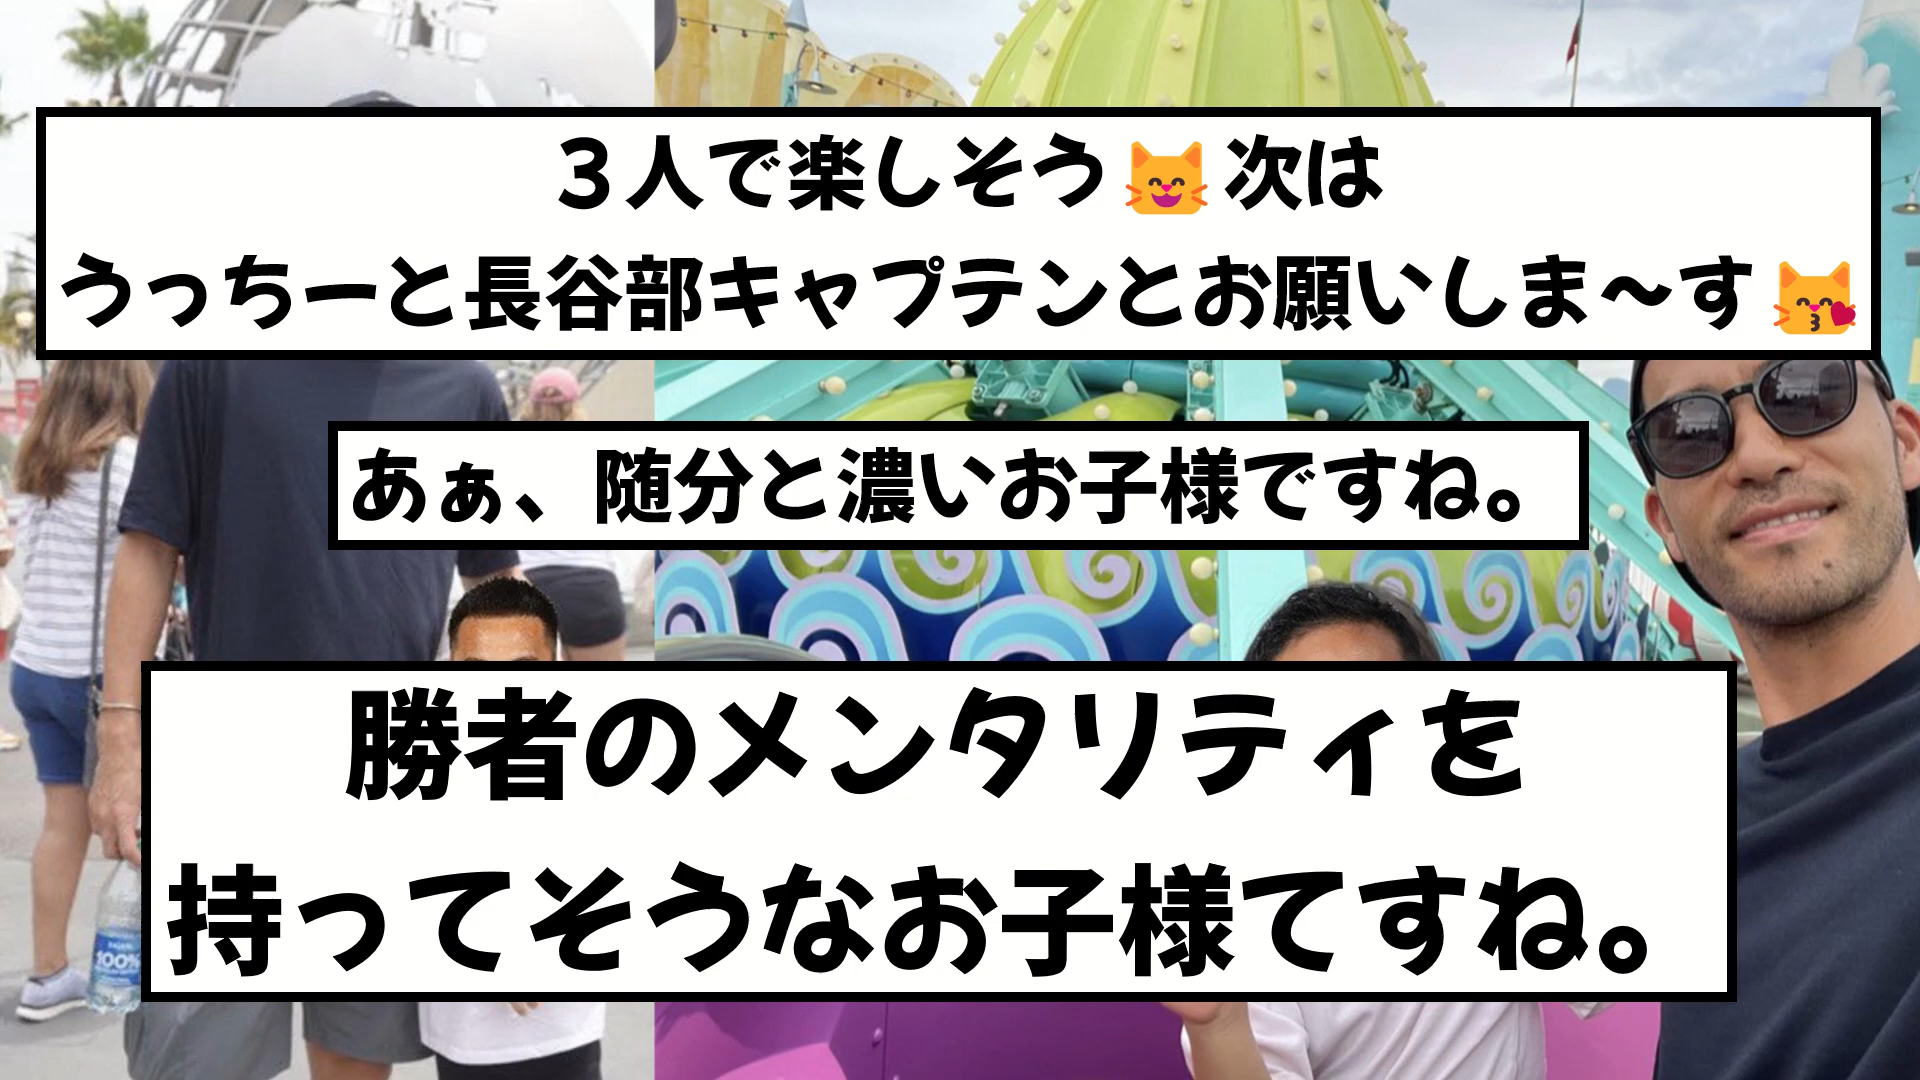 ３人で楽しそう😸次は
うっちーと長谷部キャプテンとお願いしま〜す😽
あぁ、随分と濃いお子様ですね。
勝者のメンタリティを
持ってそうなお子様てすね。
100%